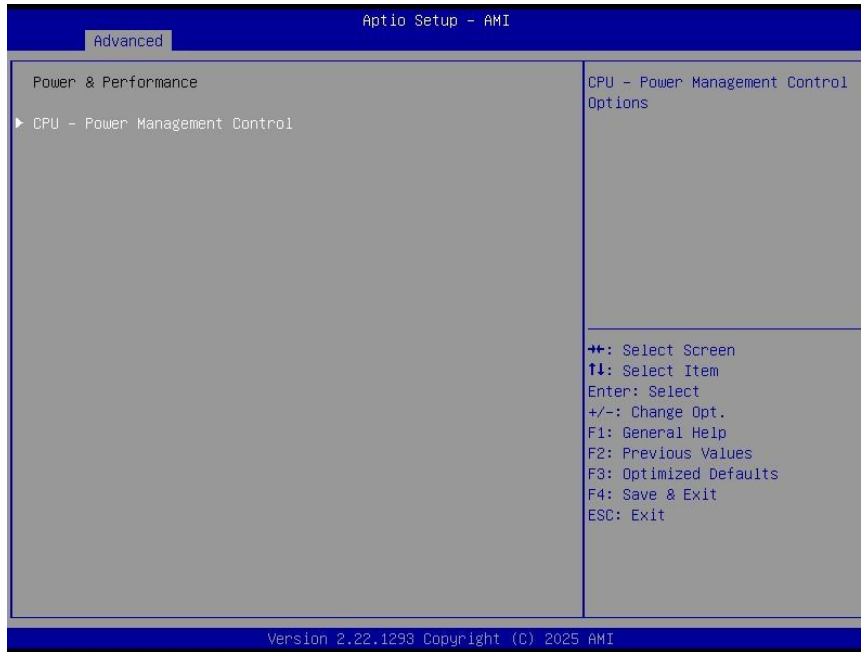 Aptio Setup – AMI
Advanced
Power & Performance
CPU – Power Management Control
CPU – Power Management Control
Options
→←: Select Screen
↑↓: Select Item
Enter: Select
+/-: Change Opt.
F1: General Help
F2: Previous Values
F3: Optimized Defaults
F4: Save & Exit
ESC: Exit
Version 2.22.1293 Copyright (C) 2025 AMI